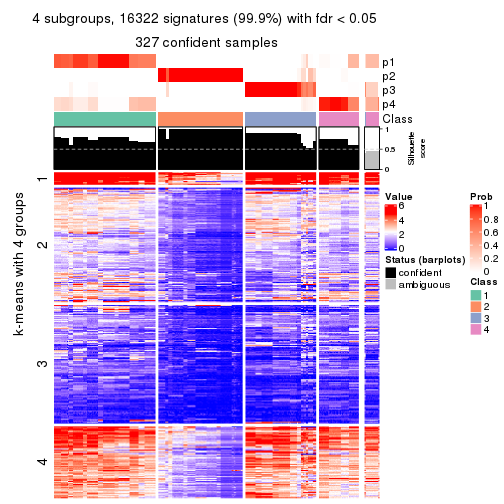 4 subgroups, 16322 signatures (99.9%) with fdr < 0.05
327 confident samples
p1
p2
p3
p4
Class
1
0.5
0
Silhouette
score
k-means with 4 groups
1
2
3
4
Value
6
4
2
0
Status (barplots)
confident
ambiguous
Prob
1
0.8
0.6
0.4
0.2
0
Class
1
2
3
4